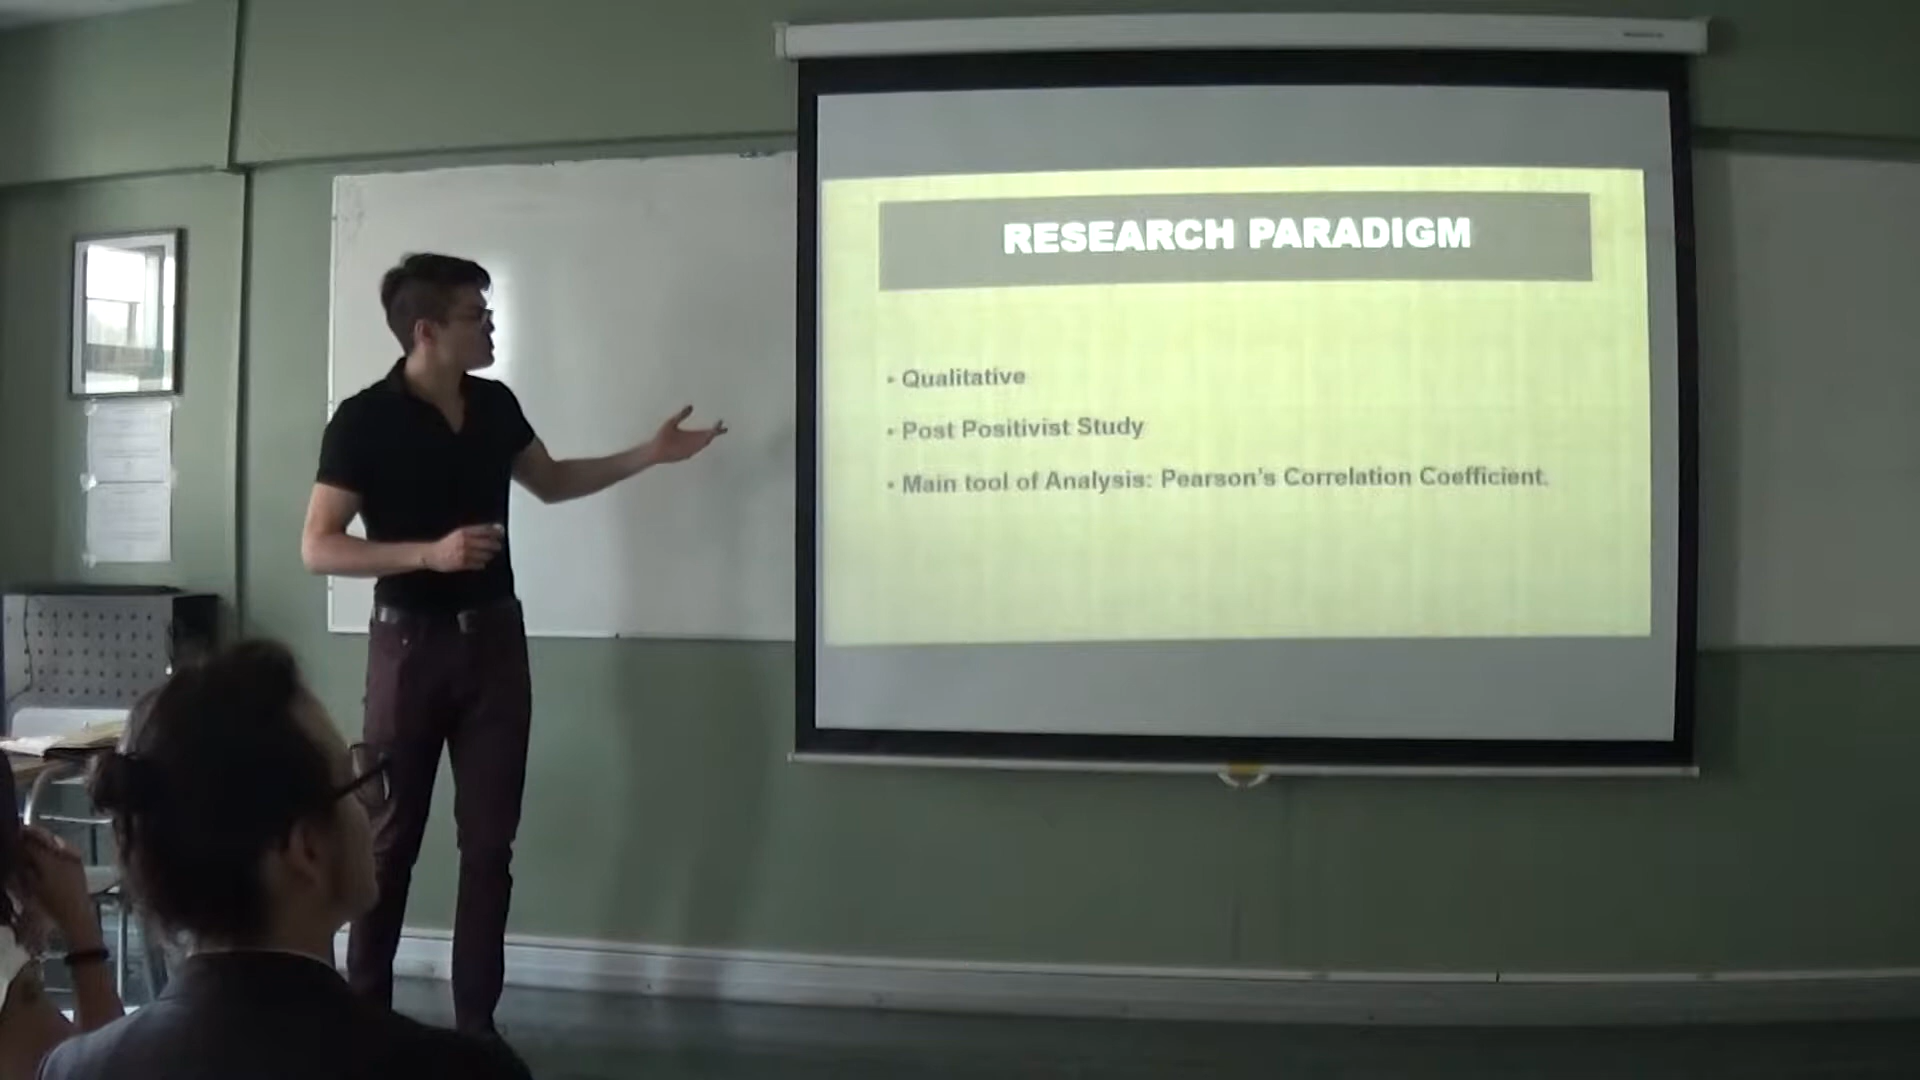 RESEARCH PARADIGM
• Qualitative
• Post Positivist Study
• Main tool of Analysis: Pearson's Correlation Coefficient.